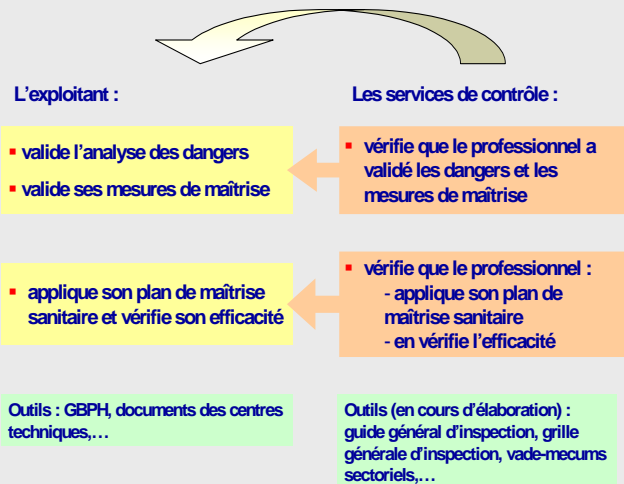 L'exploitant :
▪ valide l'analyse des dangers
▪ valide ses mesures de maîtrise
▪ applique son plan de maîtrise
sanitaire et vérifie son efficacité
Outils : GBPH, documents des centres
techniques,…
Les services de contrôle :
▪ vérifie que le professionnel a
validé les dangers et les
mesures de maîtrise
▪ vérifie que le professionnel :
- applique son plan de
maîtrise sanitaire
- en vérifie l'efficacité
Outils (en cours d'élaboration) :
guide général d'inspection, grille
générale d'inspection, vade-mecums
sectoriels,…